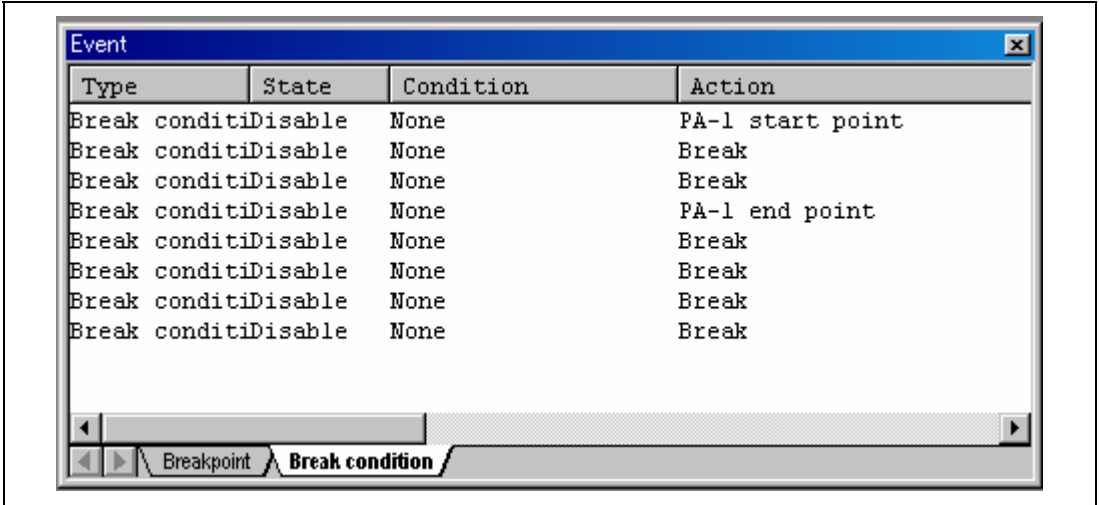 Event
Type State Condition Action
Break conditiDisable None PA-1 start point
Break conditiDisable None Break
Break conditiDisable None Break
Break conditiDisable None PA-1 end point
Break conditiDisable None Break
Break conditiDisable None Break
Break conditiDisable None Break
Break conditiDisable None Break
Breakpoint Break condition